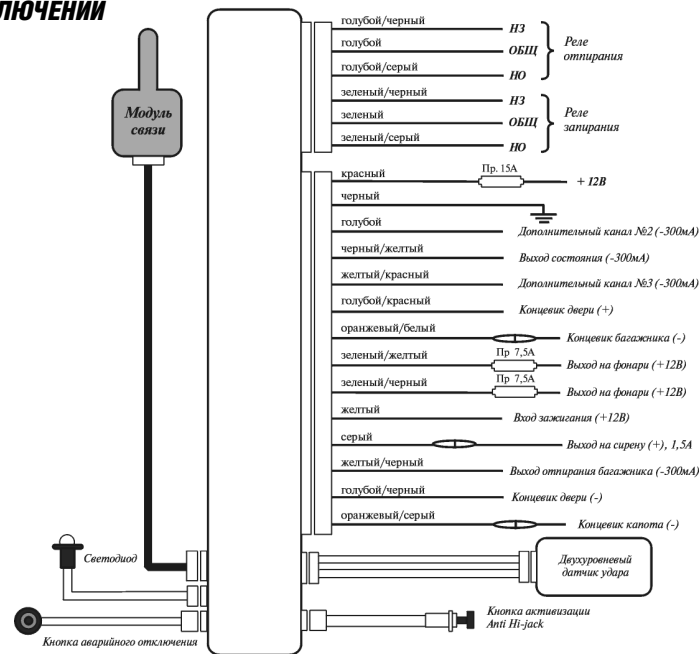 ЛЮЧЕНИЙ
голубой/черный
НЗ
голубой
ОБЩ
Реле
отпирания
голубой/серый
НО
зеленый/черный
НЗ
зеленый
ОБЩ
Реле
запирания
зеленый/серый
НО
Модуль
связи
красный
Пр. 15А
+ 12В
черный
голубой
Дополнительный канал №2 (-300мА)
черный/желтый
Выход состояния (-300мА)
желтый/красный
Дополнительный канал №3 (-300мА)
голубой/красный
Концевик двери (+)
оранжевый/белый
Концевик багажника (-)
зеленый/желтый
Пр 7,5А
Выход на фонари (+12В)
зеленый/черный
Пр 7,5А
Выход на фонари (+12В)
желтый
Вход зажигания (+12В)
серый
Выход на сирену (+), 1,5А
желтый/черный
Выход отпирания багажника (-300мА)
голубой/черный
Концевик двери (-)
оранжевый/серый
Концевик капота (-)
Светодиод
Двухуровневый
датчик удара
Кнопка активизации
Anti Hi-jack
Кнопка аварийного отключения